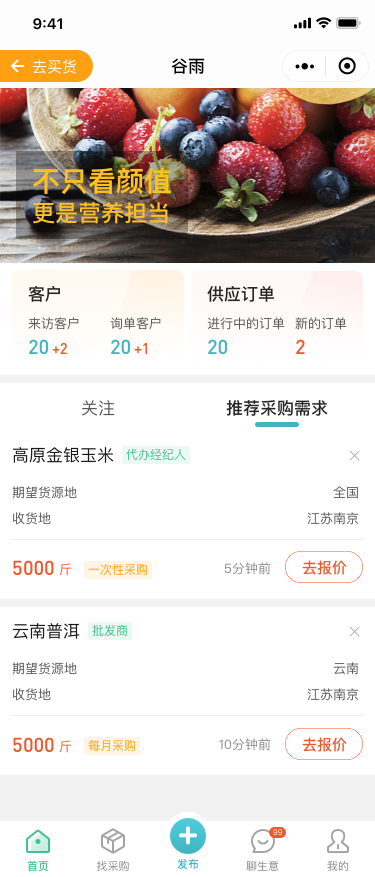 9:41
去买货
谷雨
不只看颜值
更是营养担当
客户
来访客户 询单客户
20 +2 20 +1
供应订单
进行中的订单 新的订单
20 2
关注 推荐采购需求
高原金银玉米 代办经纪人
期望货源地 全国
收货地 江苏南京
5000 斤 一次性采购 5分钟前 去报价
云南普洱 批发商
期望货源地 云南
收货地 江苏南京
5000 斤 每月采购 10分钟前 去报价
99
首页 找采购 发布 聊生意 我的